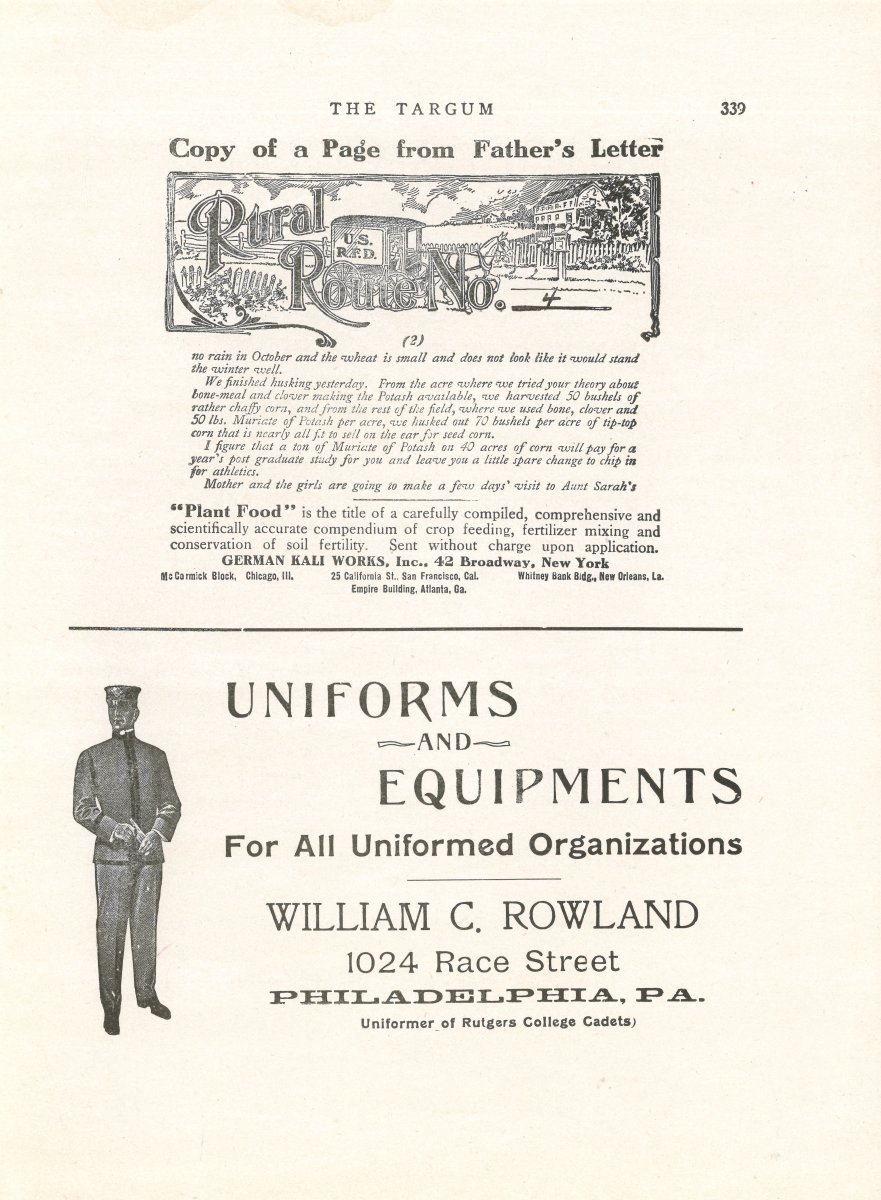 THE TARGUM 339
Copy of a Page from Father's Letter
Rural
U.S.
R.F.D.
Route No. 4
(2)
no rain in October and the wheat is small and does not look like it would stand
the winter well.
We finished husking yesterday. From the acre where we tried your theory about
bone-meal and clover making the Potash available, we harvested 50 bushels of
rather chaffy corn, and from the rest of the field, where we used bone, clover and
50 lbs. Muriate of Potash per acre, we husked out 70 bushels per acre of tip-top
corn that is nearly all fit to sell on the ear for seed corn.
I figure that a ton of Muriate of Potash on 40 acres of corn will pay for a
year's post graduate study for you and leave you a little spare change to chip in
for athletics.
Mother and the girls are going to make a few days' visit to Aunt Sarah's
"Plant Food" is the title of a carefully compiled, comprehensive and
scientifically accurate compendium of crop feeding, fertilizer mixing and
conservation of soil fertility. Sent without charge upon application.
GERMAN KALI WORKS, Inc., 42 Broadway, New York
McCormick Block, Chicago, Ill. 25 California St., San Francisco, Cal. Whitney Bank Bldg., New Orleans, La.
Empire Building, Atlanta, Ga.
UNIFORMS
AND
EQUIPMENTS
For All Uniformed Organizations
WILLIAM C. ROWLAND
1024 Race Street
PHILADELPHIA, PA.
Uniformer of Rutgers College Cadets)